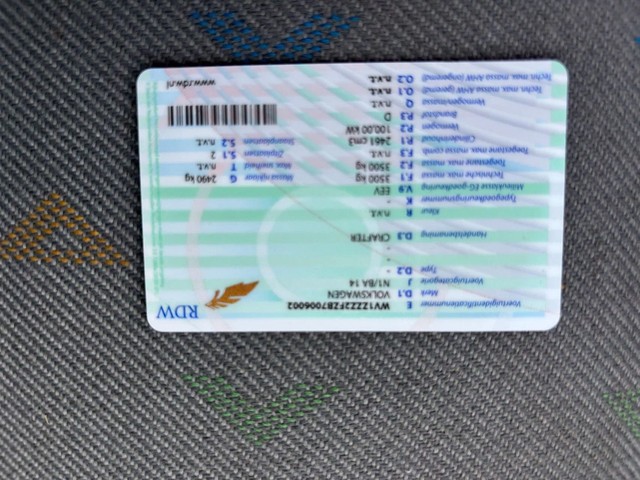 RDW
Voertuigidentificatienummer E WV1ZZZ2FZB7006002
Merk D.1 VOLKSWAGEN
Voertuigcategorie J N1/BA 14
Type D.2 -
-
Handelsbenaming D.3 CRAFTER
Kleur R n.v.t.
Typegoedkeuringsnummer K -
Milieuklasse EG-goedkeuring V.9 EEV
Technische max. massa F.1 3500 kg
Toegestane max. massa F.2 3500 kg
Toegestane max. massa comb. F.3 n.v.t.
Cilinderinhoud P.1 2461 cm3
Vermogen P.2 100.00 kW
Brandstof P.3 D
Vermogen/massa Q n.v.t.
Techn. max. massa AHW (geremd) O.1 n.v.t.
Techn. max. massa AHW (ongeremd) O.2 n.v.t.
Massa rijklaar G 2490 kg
Max. snelheid T n.v.t.
Zitplaatsen S.1 2
Staanplaatsen S.2 n.v.t.
www.rdw.nl